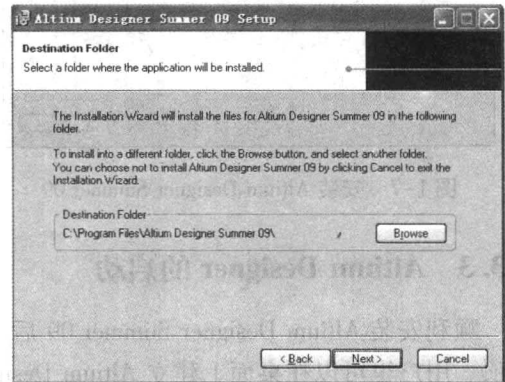 Altium Designer Summer 09 Setup
Destination Folder
Select a folder where the application will be installed.
The Installation Wizard will install the files for Altium Designer Summer 09 in the following
folder.
To install into a different folder, click the Browse button, and select another folder.
You can choose not to install Altium Designer Summer 09 by clicking Cancel to exit the
Installation Wizard.
Destination Folder
C:\Program Files\Altium Designer Summer 09\
Browse
< Back
Next >
Cancel